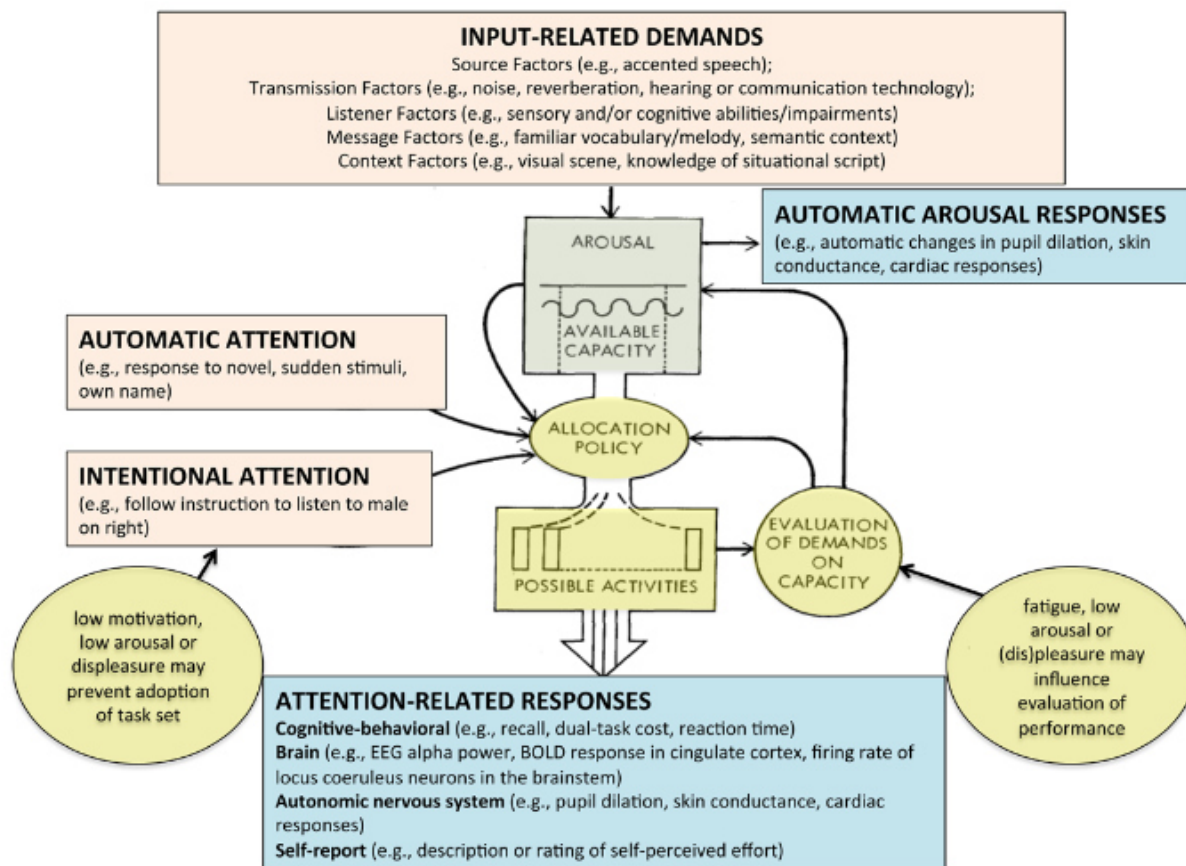 INPUT-RELATED DEMANDS
Source Factors (e.g., accented speech);
Transmission Factors (e.g., noise, reverberation, hearing or communication technology);
Listener Factors (e.g., sensory and/or cognitive abilities/impairments)
Message Factors (e.g., familiar vocabulary/melody, semantic context)
Context Factors (e.g., visual scene, knowledge of situational script)
AROUSAL
AVAILABLE
CAPACITY
AUTOMATIC AROUSAL RESPONSES
(e.g., automatic changes in pupil dilation, skin
conductance, cardiac responses)
AUTOMATIC ATTENTION
(e.g., response to novel, sudden stimuli,
own name)
ALLOCATION
POLICY
INTENTIONAL ATTENTION
(e.g., follow instruction to listen to male
on right)
POSSIBLE ACTIVITIES
EVALUATION
OF DEMANDS
ON
CAPACITY
low motivation,
low arousal or
displeasure may
prevent adoption
of task set
fatigue, low
arousal or
(dis)pleasure may
influence
evaluation of
performance
ATTENTION-RELATED RESPONSES
Cognitive-behavioral (e.g., recall, dual-task cost, reaction time)
Brain (e.g., EEG alpha power, BOLD response in cingulate cortex, firing rate of
locus coeruleus neurons in the brainstem)
Autonomic nervous system (e.g., pupil dilation, skin conductance, cardiac
responses)
Self-report (e.g., description or rating of self-perceived effort)